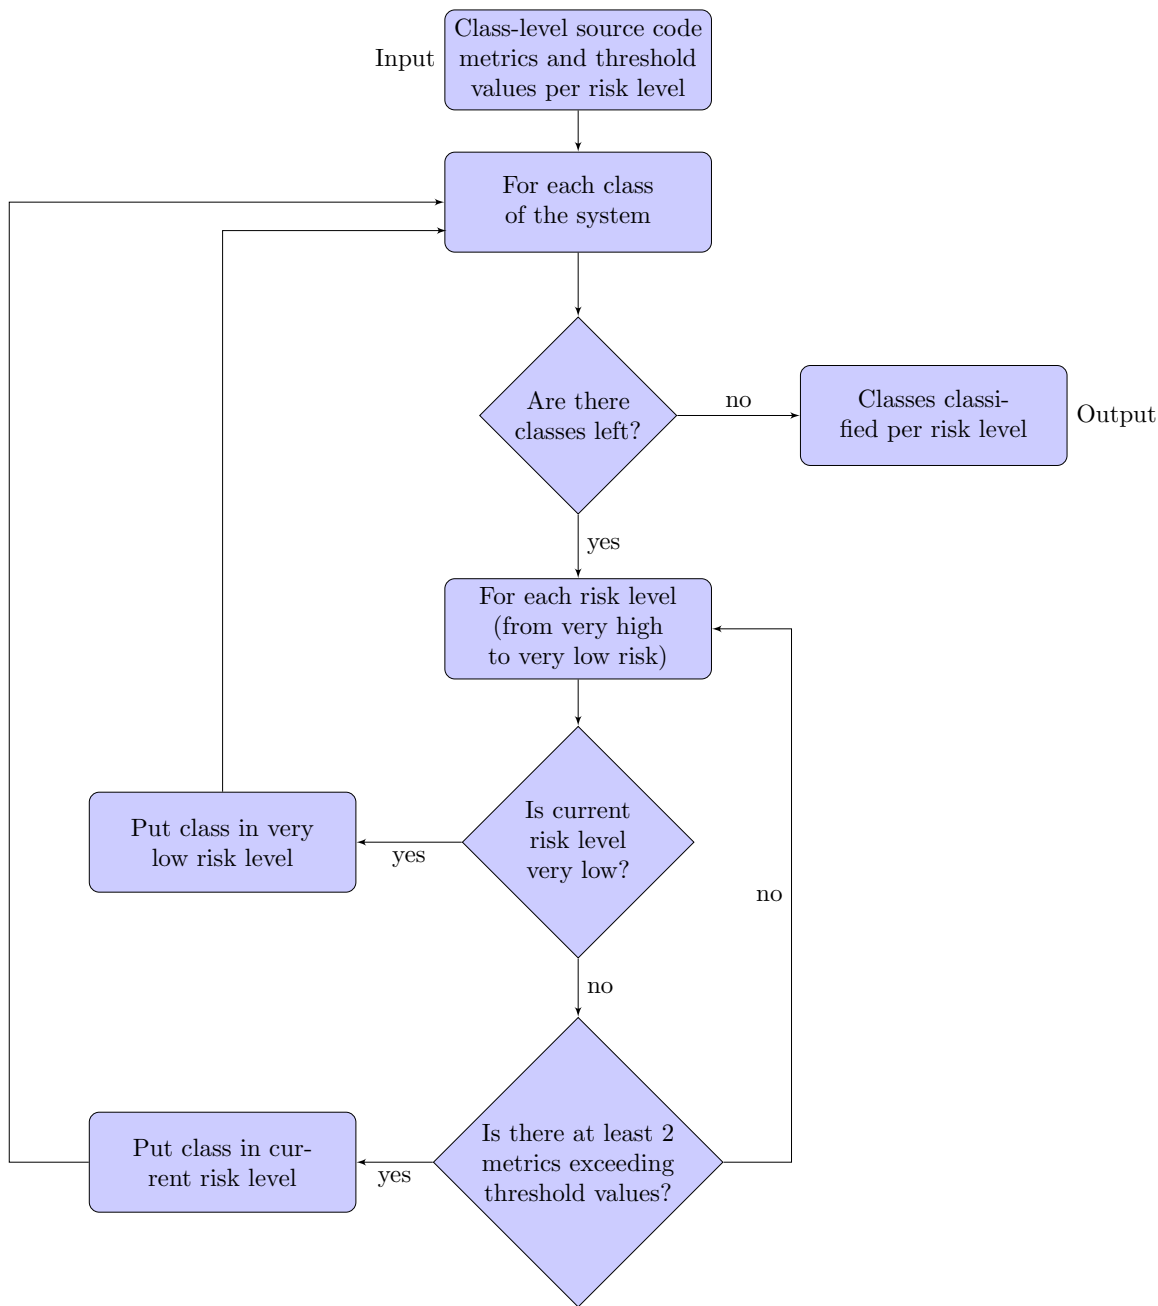 Input
Class-level source code
metrics and threshold
values per risk level
For each class
of the system
Are there
classes left?
no
Classes classi-
fied per risk level
Output
yes
For each risk level
(from very high
to very low risk)
Is current
risk level
very low?
yes
Put class in very
low risk level
no
no
Is there at least 2
metrics exceeding
threshold values?
yes
Put class in cur-
rent risk level